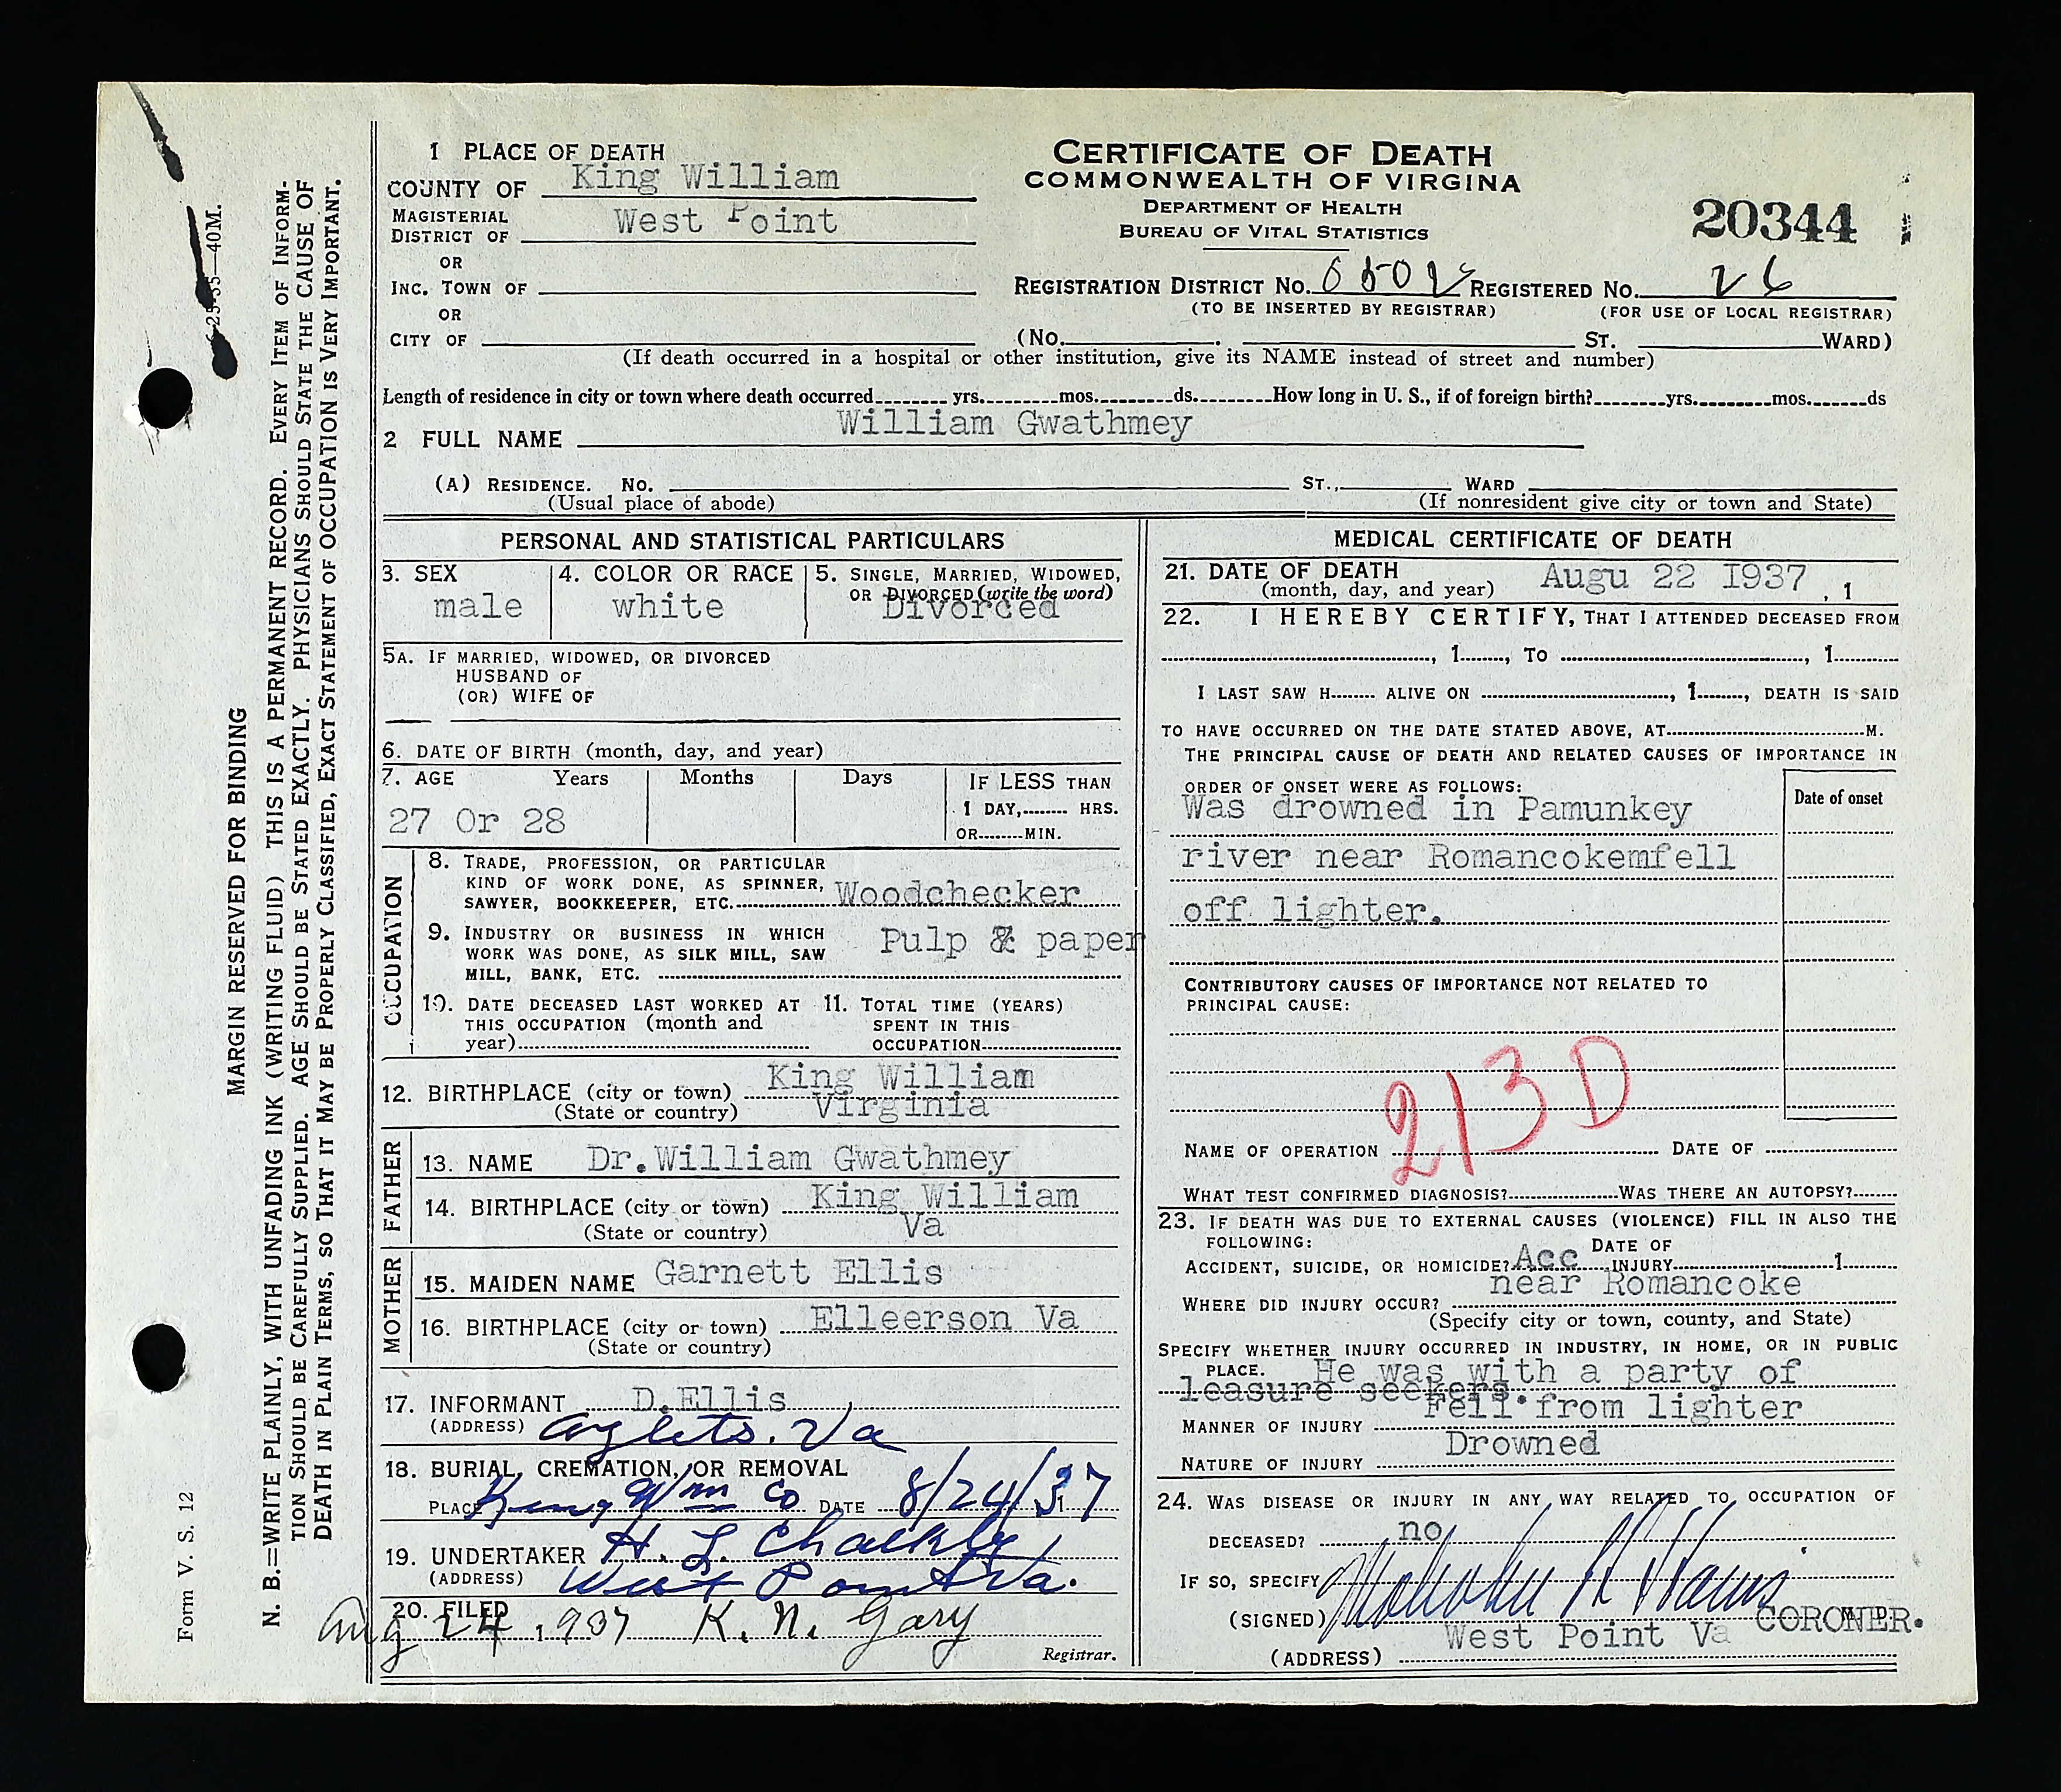 1 PLACE OF DEATH
COUNTY OF King William
MAGISTERIAL
DISTRICT OF West Point
OR
INC. TOWN OF
OR
CITY OF
CERTIFICATE OF DEATH
COMMONWEALTH OF VIRGINA
DEPARTMENT OF HEALTH
BUREAU OF VITAL STATISTICS
20344
REGISTRATION DISTRICT NO. REGISTERED NO. 26
(TO BE INSERTED BY REGISTRAR) (FOR USE OF LOCAL REGISTRAR)
(No. ST. WARD)
(If death occurred in a hospital or other institution, give its NAME instead of street and number)
Length of residence in city or town where death occurred yrs. mos. ds. How long in U. S., if of foreign birth? yrs. mos. ds
2 FULL NAME William Gwathmey
(A) RESIDENCE. NO. ST., WARD
(Usual place of abode) (If nonresident give city or town and State)
PERSONAL AND STATISTICAL PARTICULARS
3. SEX 4. COLOR OR RACE 5. SINGLE, MARRIED, WIDOWED,
OR DIVORCED (write the word)
male white Divorced
5A. IF MARRIED, WIDOWED, OR DIVORCED
HUSBAND OF
(OR) WIFE OF
6. DATE OF BIRTH (month, day, and year)
7. AGE Years Months Days IF LESS THAN
1 DAY, HRS.
27 Or 28
OR MIN.
OCCUPATION
8. TRADE, PROFESSION, OR PARTICULAR
KIND OF WORK DONE, AS SPINNER,
SAWYER, BOOKKEEPER, ETC. Woodchecker
9. INDUSTRY OR BUSINESS IN WHICH
WORK WAS DONE, AS SILK MILL, SAW
MILL, BANK, ETC. Pulp & paper
10. DATE DECEASED LAST WORKED AT 11. TOTAL TIME (YEARS)
THIS OCCUPATION (month and SPENT IN THIS
year) OCCUPATION
12. BIRTHPLACE (city or town) King William
(State or country) Virginia
FATHER
13. NAME Dr.William Gwathmey
14. BIRTHPLACE (city or town) King William
(State or country) Va
MOTHER
15. MAIDEN NAME Garnett Ellis
16. BIRTHPLACE (city or town) Elleerson Va
(State or country)
17. INFORMANT D.Ellis
(ADDRESS) Aylets. Va
18. BURIAL, CREMATION, OR REMOVAL
PLACE King Wm Co DATE 8/24/37
19. UNDERTAKER H. L. Chalkly
(ADDRESS) West Point Va.
20. FILED
Aug 24, 1937 K. N. Gary
Registrar.
MEDICAL CERTIFICATE OF DEATH
21. DATE OF DEATH
(month, day, and year) Augu 22 I937 , 1
22. I HEREBY CERTIFY, THAT I ATTENDED DECEASED FROM
, 1 , TO , 1
I LAST SAW H ALIVE ON , 1 , DEATH IS SAID
TO HAVE OCCURRED ON THE DATE STATED ABOVE, AT M.
THE PRINCIPAL CAUSE OF DEATH AND RELATED CAUSES OF IMPORTANCE IN
ORDER OF ONSET WERE AS FOLLOWS: Date of onset
Was drowned in Pamunkey
river near Romancokemfell
off lighter.
CONTRIBUTORY CAUSES OF IMPORTANCE NOT RELATED TO
PRINCIPAL CAUSE:
213 D
NAME OF OPERATION DATE OF
WHAT TEST CONFIRMED DIAGNOSIS? WAS THERE AN AUTOPSY?
23. IF DEATH WAS DUE TO EXTERNAL CAUSES (VIOLENCE) FILL IN ALSO THE
FOLLOWING: DATE OF
ACCIDENT, SUICIDE, OR HOMICIDE? Acc INJURY 1
WHERE DID INJURY OCCUR? near Romancoke
(Specify city or town, county, and State)
SPECIFY WHETHER INJURY OCCURRED IN INDUSTRY, IN HOME, OR IN PUBLIC
PLACE. He was with a party of
leasure seekers.
MANNER OF INJURY Fell from lighter
NATURE OF INJURY Drowned
24. WAS DISEASE OR INJURY IN ANY WAY RELATED TO OCCUPATION OF
DECEASED? no
IF SO, SPECIFY
(SIGNED) M. D. CORONER.
(ADDRESS) West Point Va
6-25-35—40M.
MARGIN RESERVED FOR BINDING
N. B.=WRITE PLAINLY, WITH UNFADING INK (WRITING FLUID) THIS IS A PERMANENT RECORD. EVERY ITEM OF INFORM-
TION SHOULD BE CAREFULLY SUPPLIED. AGE SHOULD BE STATED EXACTLY. PHYSICIANS SHOULD STATE THE CAUSE OF
DEATH IN PLAIN TERMS, SO THAT IT MAY BE PROPERLY CLASSIFIED, EXACT STATEMENT OF OCCUPATION IS VERY IMPORTANT.
Form V. S. 12